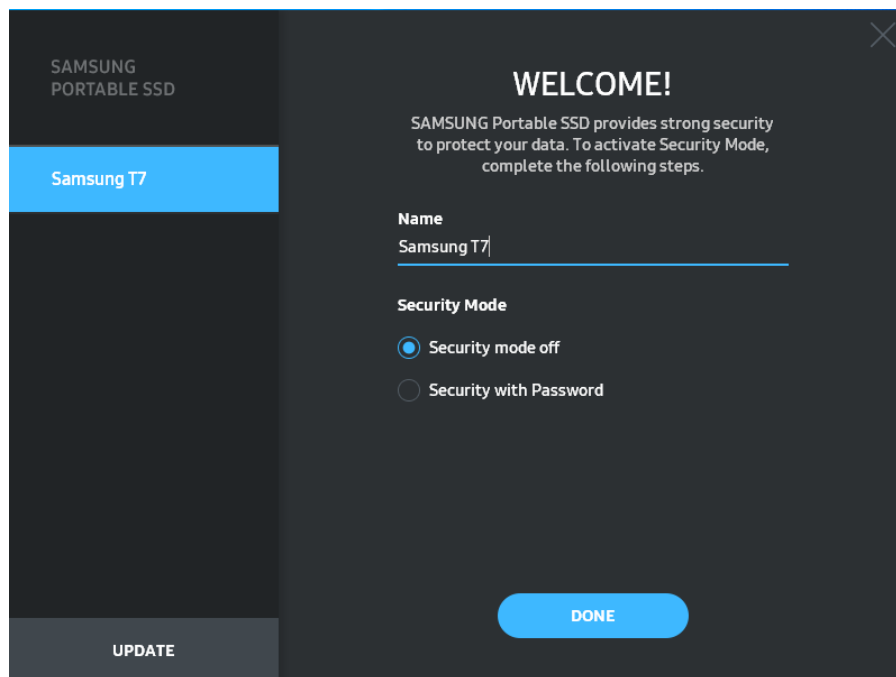 SAMSUNG
PORTABLE SSD
Samsung T7
UPDATE
WELCOME!
SAMSUNG Portable SSD provides strong security
to protect your data. To activate Security Mode,
complete the following steps.
Name
Samsung T7
Security Mode
Security mode off
Security with Password
DONE